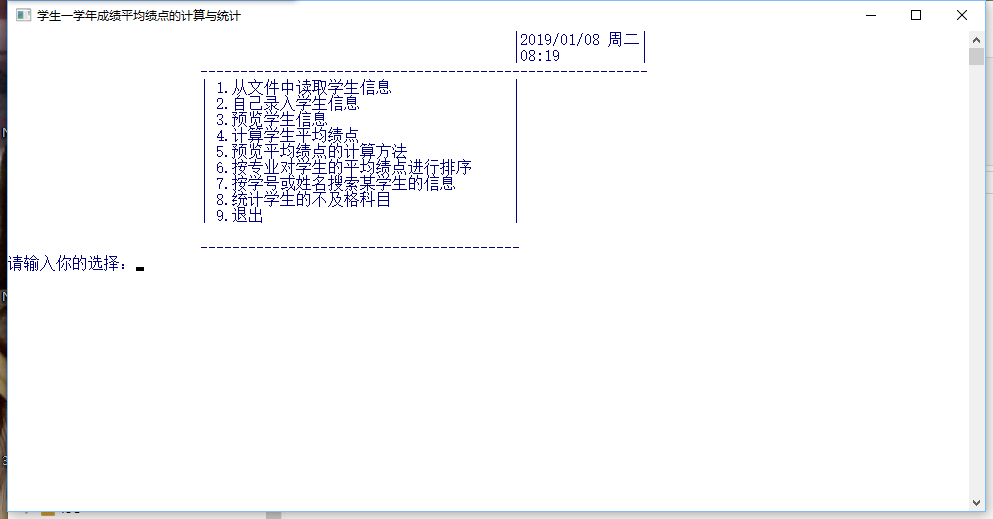 学生一学年成绩平均绩点的计算与统计
2019/01/08 周二
08:19
1.从文件中读取学生信息
2.自己录入学生信息
3.预览学生信息
4.计算学生平均绩点
5.预览平均绩点的计算方法
6.按专业对学生的平均绩点进行排序
7.按学号或姓名搜索某学生的信息
8.统计学生的不及格科目
9.退出
请输入你的选择：